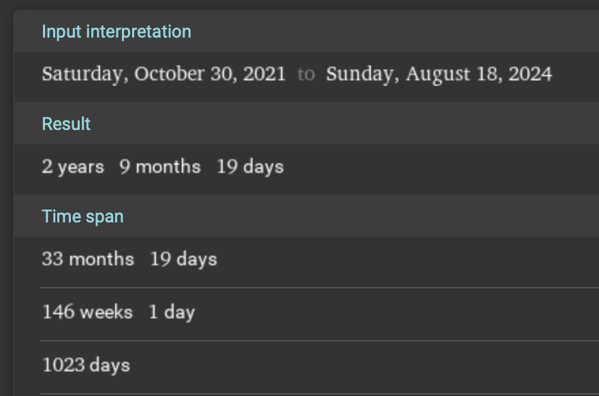 Input interpretation
Saturday, October 30, 2021 to Sunday, August 18, 2024
Result
2 years 9 months 19 days
Time span
33 months 19 days
146 weeks 1 day
1023 days